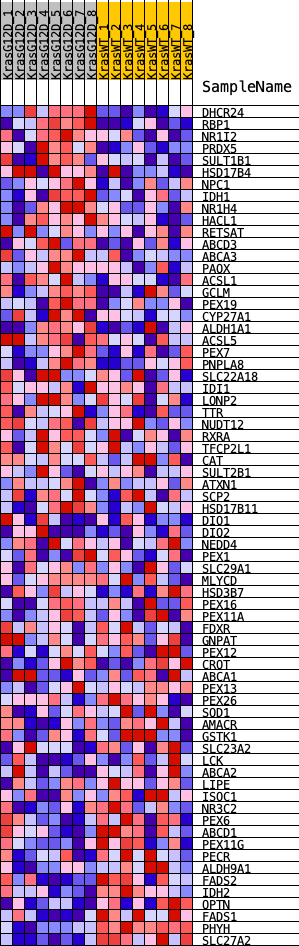 KrasG12D_1
KrasG12D_2
KrasG12D_3
KrasG12D_4
KrasG12D_5
KrasG12D_6
KrasG12D_7
KrasG12D_8
KrasWT_1
KrasWT_2
KrasWT_3
KrasWT_4
KrasWT_5
KrasWT_6
KrasWT_7
KrasWT_8
SampleName
DHCR24
RBP1
NR1I2
PRDX5
SULT1B1
HSD17B4
NPC1
IDH1
NR1H4
HACL1
RETSAT
ABCD3
ABCA3
PAOX
ACSL1
GCLM
PEX19
CYP27A1
ALDH1A1
ACSL5
PEX7
PNPLA8
SLC22A18
IDI1
LONP2
TTR
NUDT12
RXRA
TFCP2L1
CAT
SULT2B1
ATXN1
SCP2
HSD17B11
DIO1
DIO2
NEDD4
PEX1
SLC29A1
MLYCD
HSD3B7
PEX16
PEX11A
FDXR
GNPAT
PEX12
CROT
ABCA1
PEX13
PEX26
SOD1
AMACR
GSTK1
SLC23A2
LCK
ABCA2
LIPE
ISOC1
NR3C2
PEX6
ABCD1
PEX11G
PECR
ALDH9A1
FADS2
IDH2
OPTN
FADS1
PHYH
SLC27A2